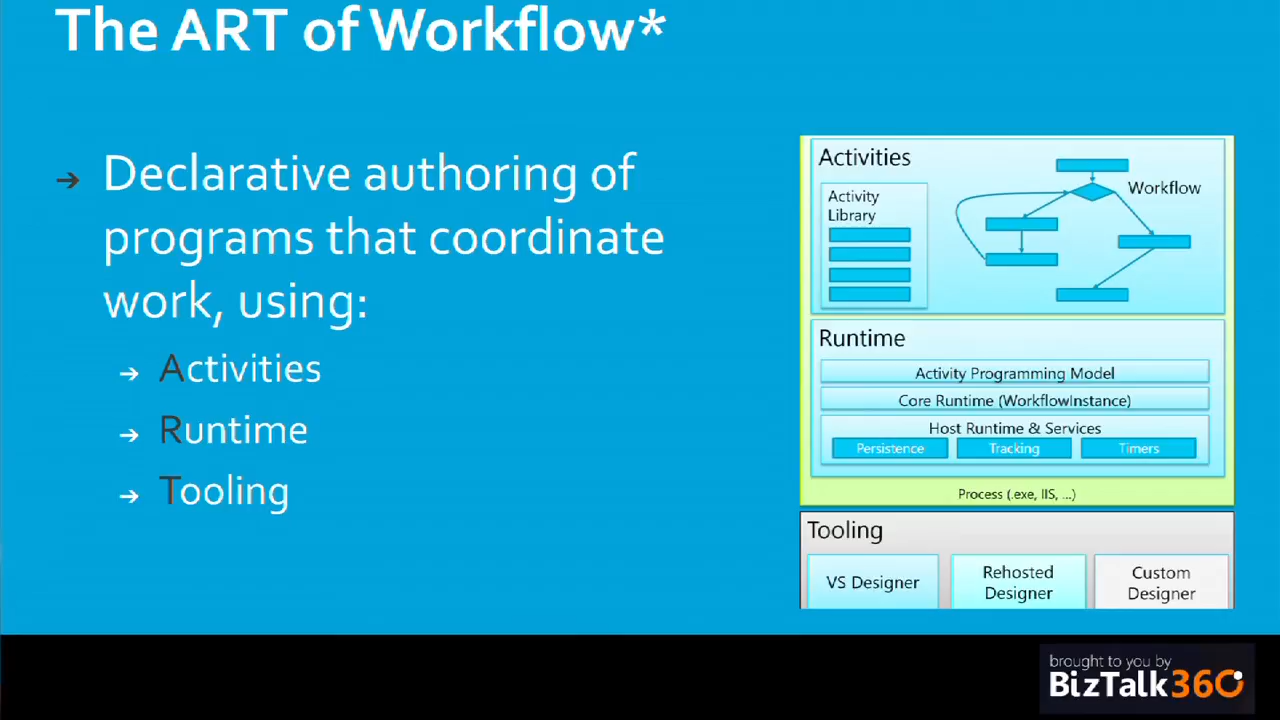 The ART of Workflow*
Declarative authoring of
programs that coordinate
work, using:
Activities
Runtime
Tooling
Activities
Activity
Library
Workflow
Runtime
Activity Programming Model
Core Runtime (WorkflowInstance)
Host Runtime & Services
Persistence Tracking Timers
Process (.exe, IIS, ...)
Tooling
VS Designer
Rehosted
Designer
Custom
Designer
brought to you by
BizTalk360